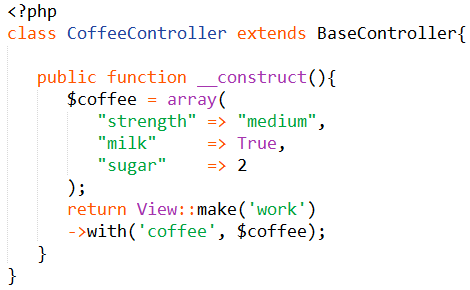 <?php
class CoffeeController extends BaseController{
public function __construct(){
$coffee = array(
"strength" => "medium",
"milk" => True,
"sugar" => 2
);
return View::make('work')
->with('coffee', $coffee);
}
}